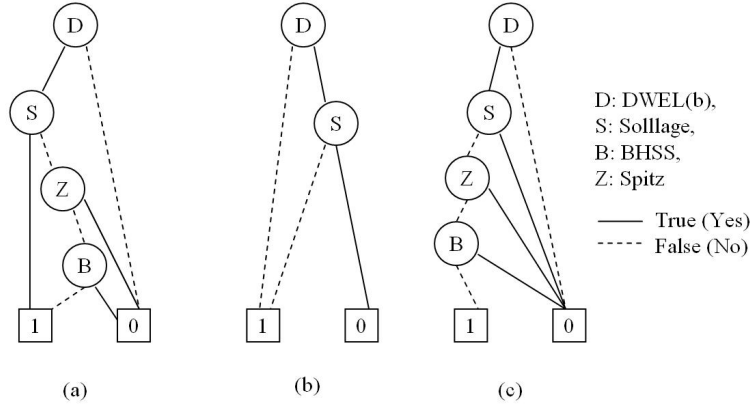 D
D
D
S
S
S
Z
Z
B
B
1
0
1
0
1
0
(a)
(b)
(c)
D: DWEL(b),
S: Solllage,
B: BHSS,
Z: Spitz
True (Yes)
False (No)